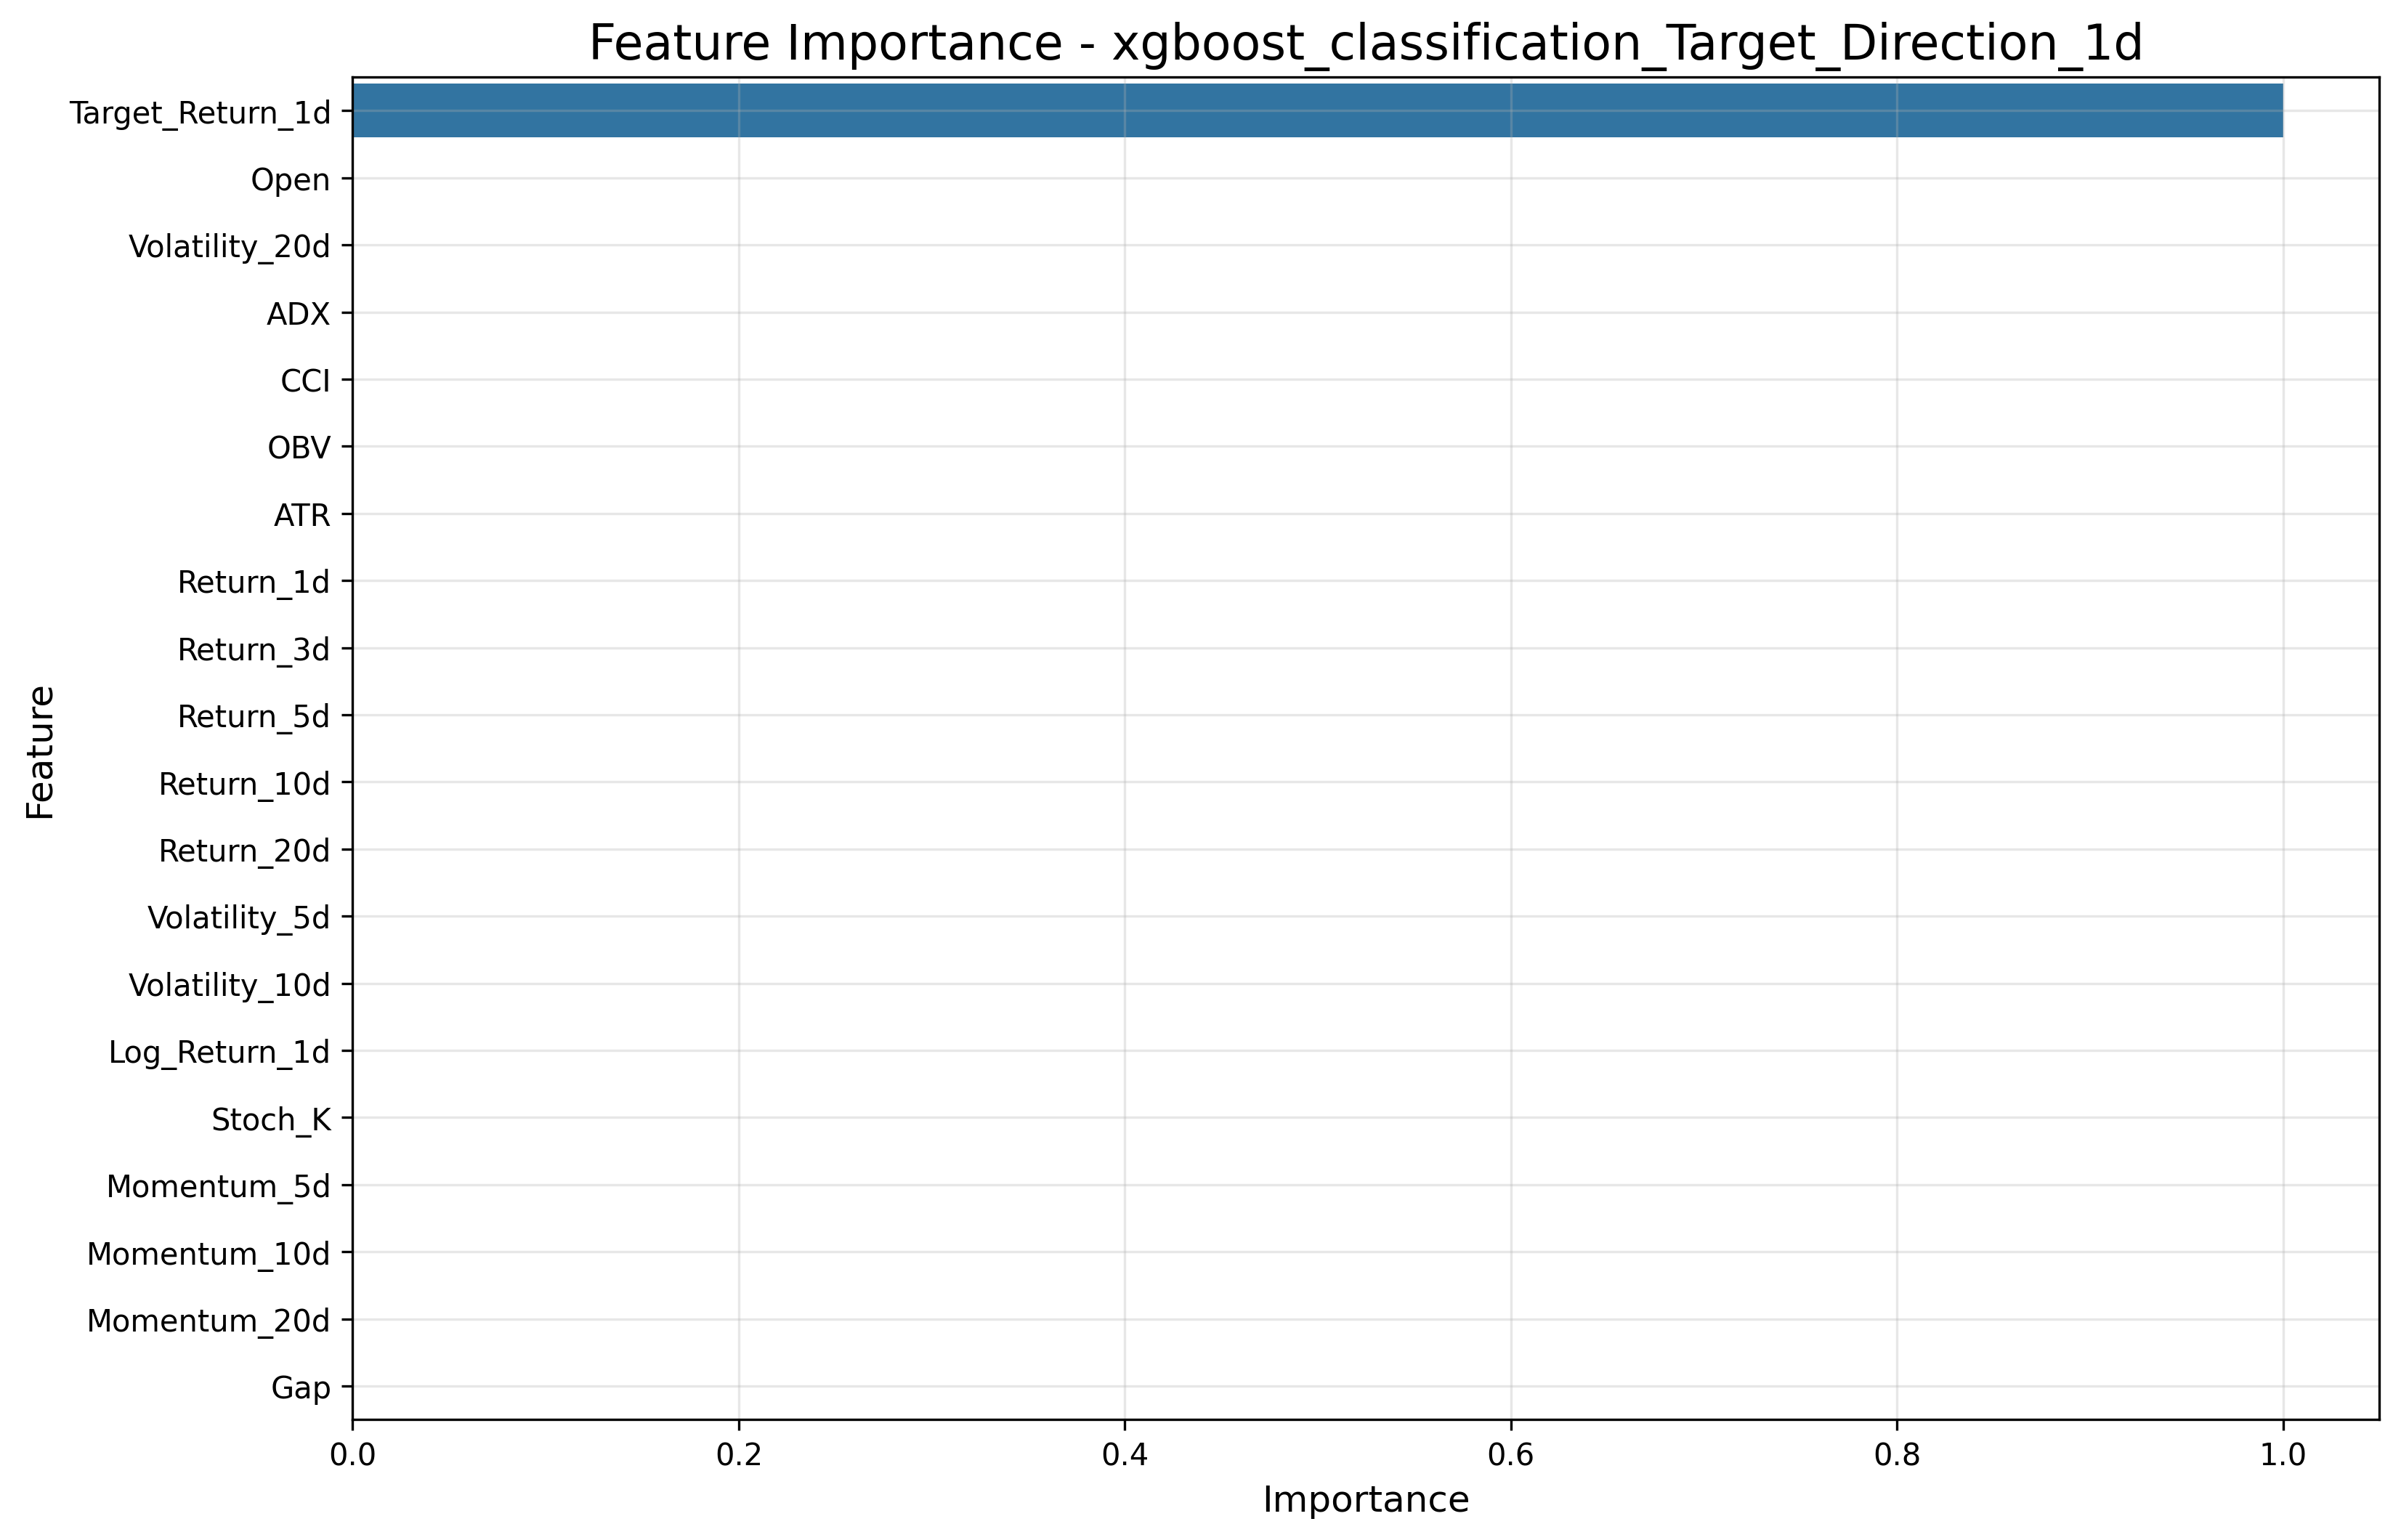 Feature Importance - xgboost_classification_Target_Direction_1d
Target_Return_1d
Open
Volatility_20d
ADX
CCI
OBV
ATR
Return_1d
Return_3d
Return_5d
Return_10d
Return_20d
Volatility_5d
Volatility_10d
Log_Return_1d
Stoch_K
Momentum_5d
Momentum_10d
Momentum_20d
Gap
Feature
0.0 0.2 0.4 0.6 0.8 1.0
Importance